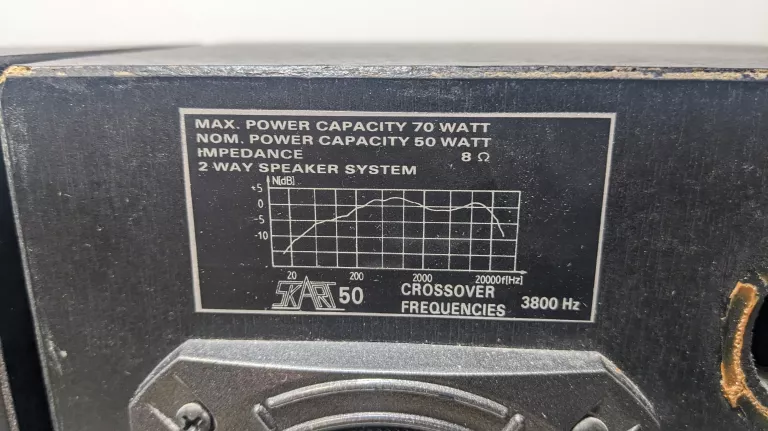 MAX. POWER CAPACITY 70 WATT
NOM. POWER CAPACITY 50 WATT
IMPEDANCE 8 Ω
2 WAY SPEAKER SYSTEM
N[dB]
+5
0
-5
-10
20 200 2000 20000 f[Hz]
SKART 50 CROSSOVER FREQUENCIES 3800 Hz